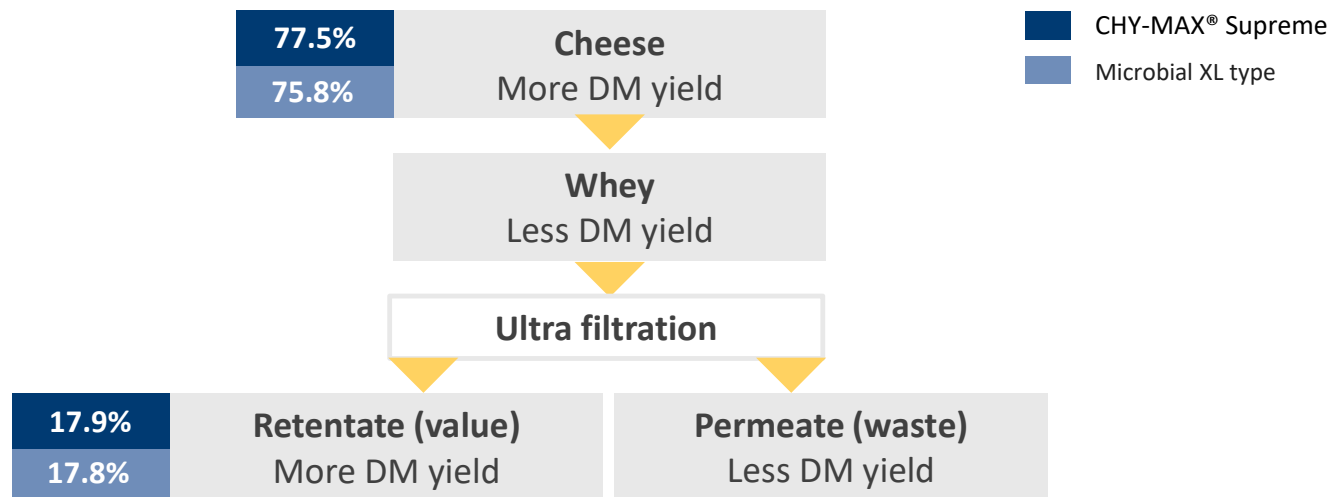 77.5%
75.8%
Cheese
More DM yield
CHY-MAX® Supreme
Microbial XL type
Whey
Less DM yield
Ultra filtration
17.9%
17.8%
Retentate (value)
More DM yield
Permeate (waste)
Less DM yield